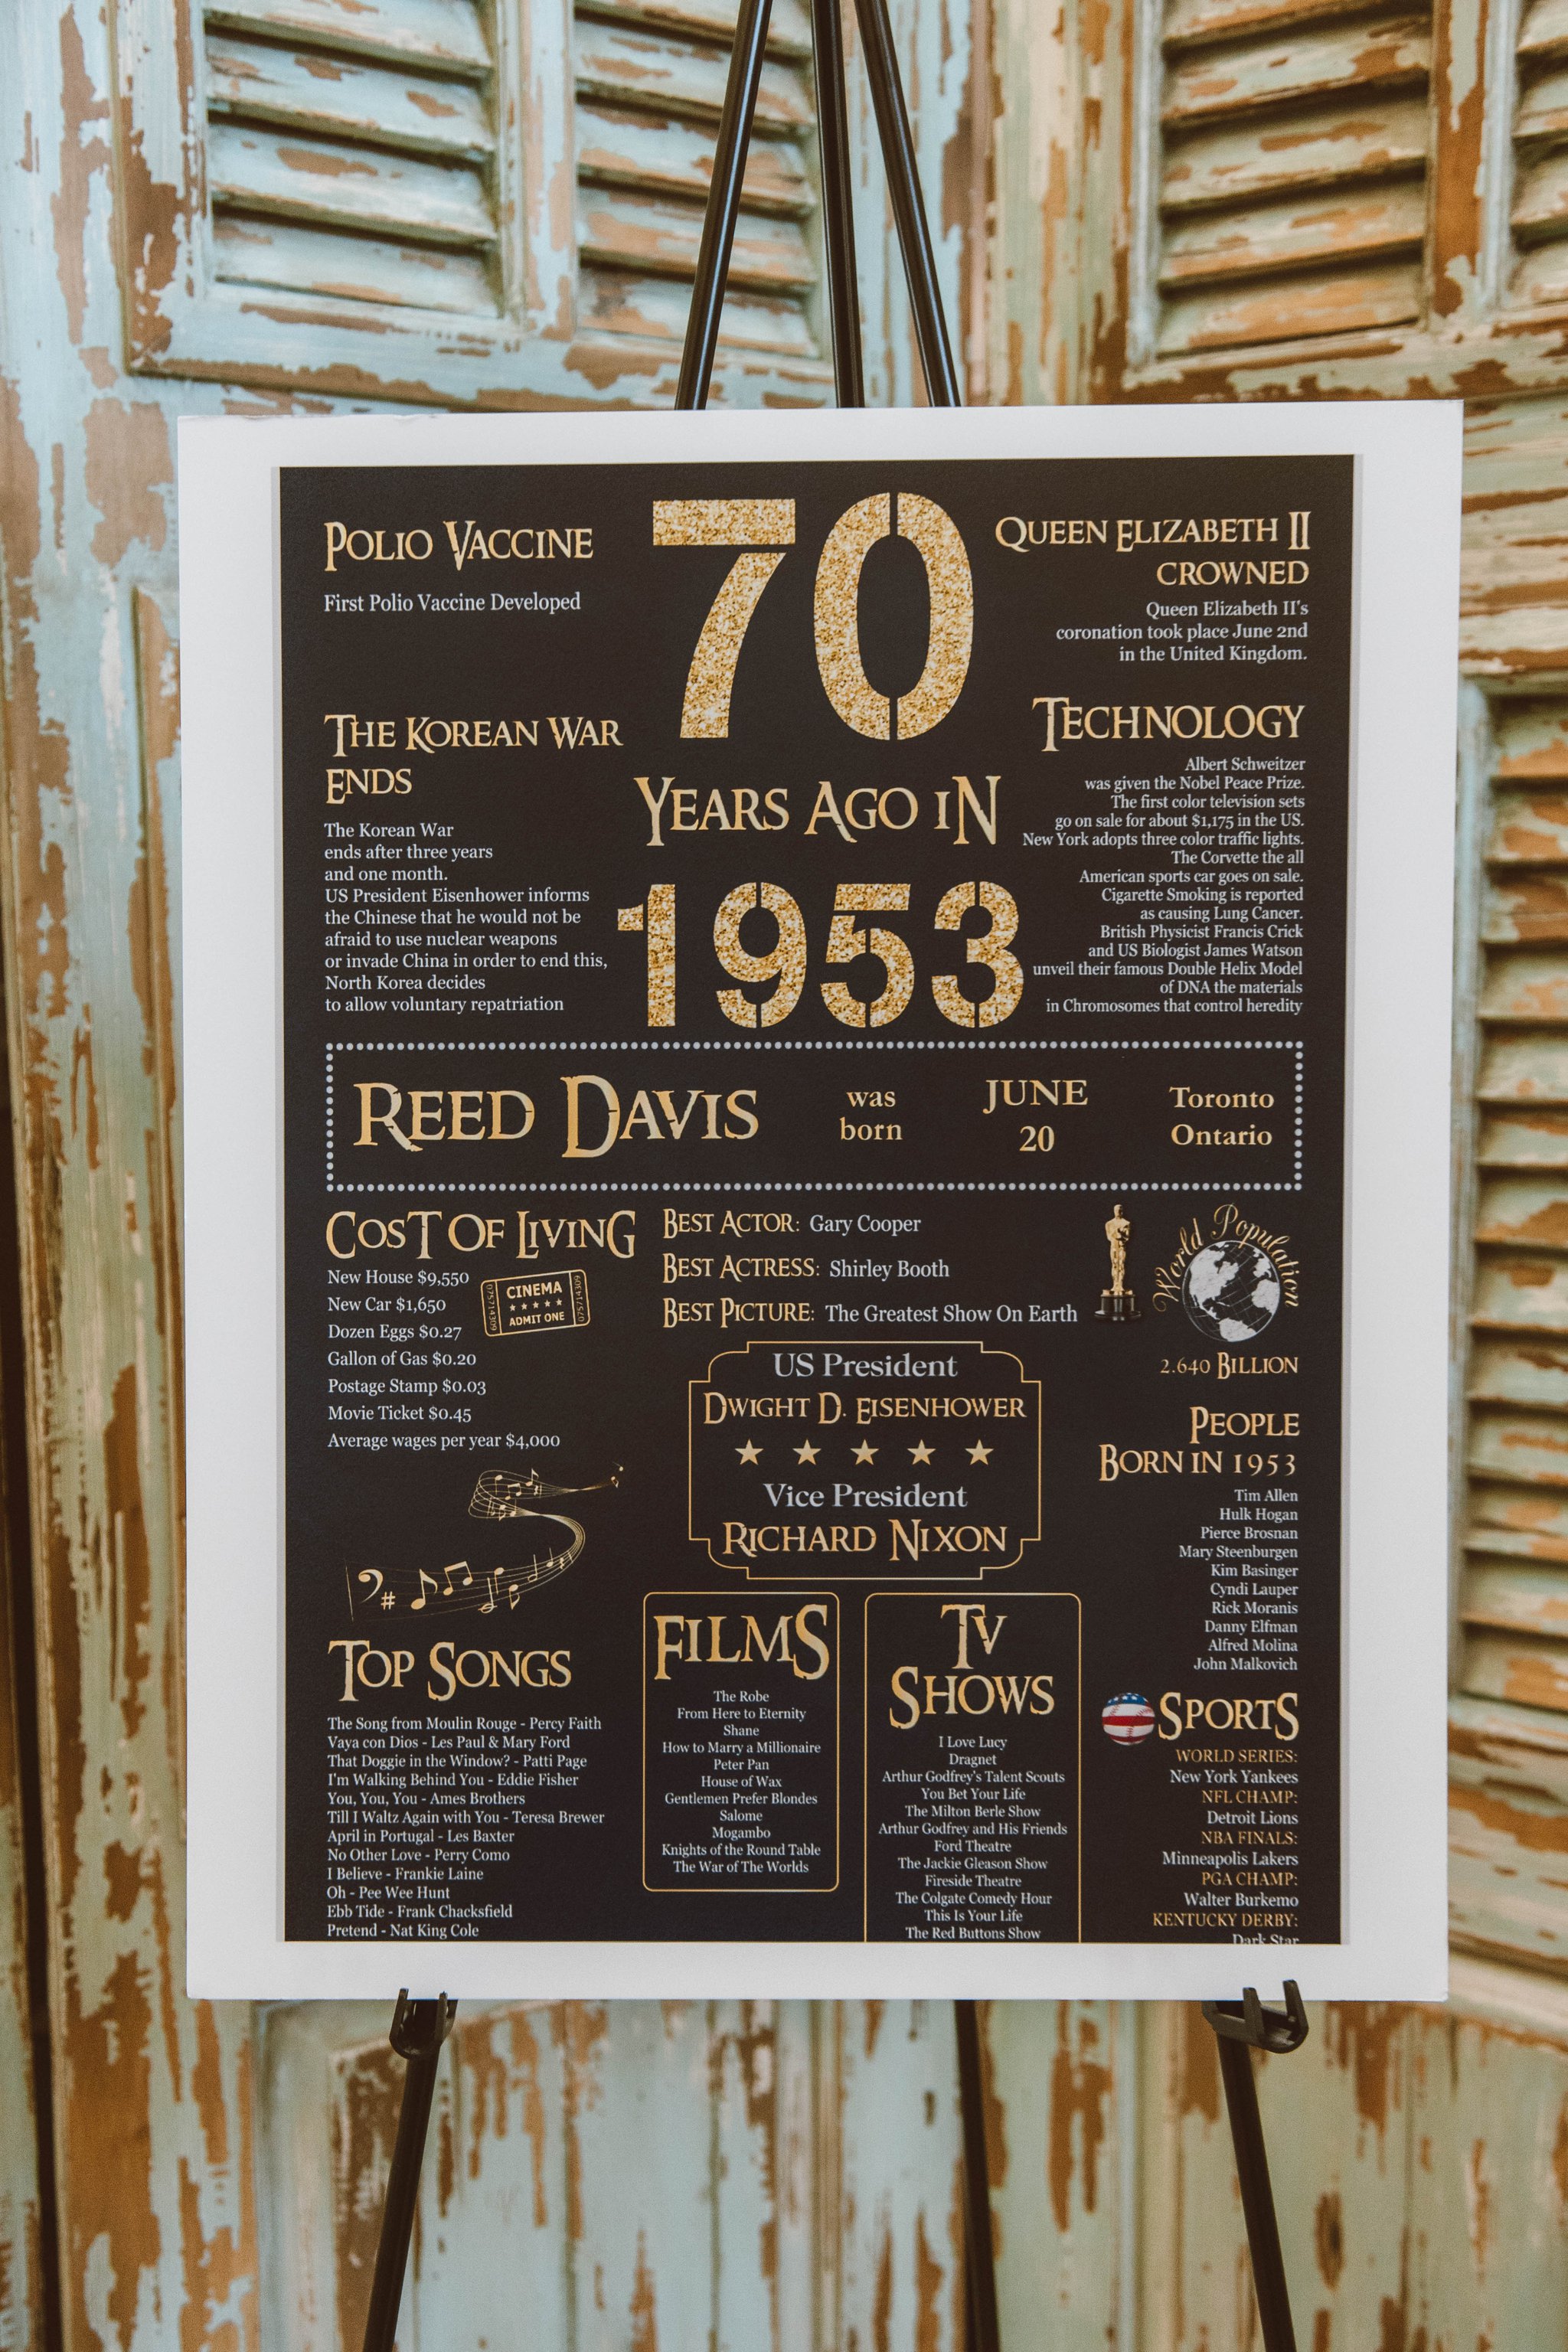 70
YEARS AGO IN
1953
POLIO VACCINE
First Polio Vaccine Developed
THE KOREAN WAR
ENDS
The Korean War
ends after three years
and one month.
US President Eisenhower informs
the Chinese that he would not be
afraid to use nuclear weapons
or invade China in order to end this,
North Korea decides
to allow voluntary repatriation
QUEEN ELIZABETH II
CROWNED
Queen Elizabeth II's
coronation took place June 2nd
in the United Kingdom.
TECHNOLOGY
Albert Schweitzer
was given the Nobel Peace Prize.
The first color television sets
go on sale for about $1,175 in the US.
New York adopts three color traffic lights.
The Corvette the all
American sports car goes on sale.
Cigarette Smoking is reported
as causing Lung Cancer.
British Physicist Francis Crick
and US Biologist James Watson
unveil their famous Double Helix Model
of DNA the materials
in Chromosomes that control heredity
REED DAVIS
was
born
JUNE
20
Toronto
Ontario
COST OF LIVING
New House $9,550
New Car $1,650
Dozen Eggs $0.27
Gallon of Gas $0.20
Postage Stamp $0.03
Movie Ticket $0.45
Average wages per year $4,000
075714309
CINEMA
ADMIT ONE
075714309
BEST ACTOR: Gary Cooper
BEST ACTRESS: Shirley Booth
BEST PICTURE: The Greatest Show On Earth
World Population
2.640 BILLION
US President
DWIGHT D. EISENHOWER
Vice President
RICHARD NIXON
PEOPLE
BORN IN 1953
Tim Allen
Hulk Hogan
Pierce Brosnan
Mary Steenburgen
Kim Basinger
Cyndi Lauper
Rick Moranis
Danny Elfman
Alfred Molina
John Malkovich
TOP SONGS
The Song from Moulin Rouge - Percy Faith
Vaya con Dios - Les Paul & Mary Ford
That Doggie in the Window? - Patti Page
I'm Walking Behind You - Eddie Fisher
You, You, You - Ames Brothers
Till I Waltz Again with You - Teresa Brewer
April in Portugal - Les Baxter
No Other Love - Perry Como
I Believe - Frankie Laine
Oh - Pee Wee Hunt
Ebb Tide - Frank Chacksfield
Pretend - Nat King Cole
FILMS
The Robe
From Here to Eternity
Shane
How to Marry a Millionaire
Peter Pan
House of Wax
Gentlemen Prefer Blondes
Salome
Mogambo
Knights of the Round Table
The War of The Worlds
TV
SHOWS
I Love Lucy
Dragnet
Arthur Godfrey's Talent Scouts
You Bet Your Life
The Milton Berle Show
Arthur Godfrey and His Friends
Ford Theatre
The Jackie Gleason Show
Fireside Theatre
The Colgate Comedy Hour
This Is Your Life
The Red Buttons Show
SPORTS
WORLD SERIES:
New York Yankees
NFL CHAMP:
Detroit Lions
NBA FINALS:
Minneapolis Lakers
PGA CHAMP:
Walter Burkemo
KENTUCKY DERBY:
Dark Star